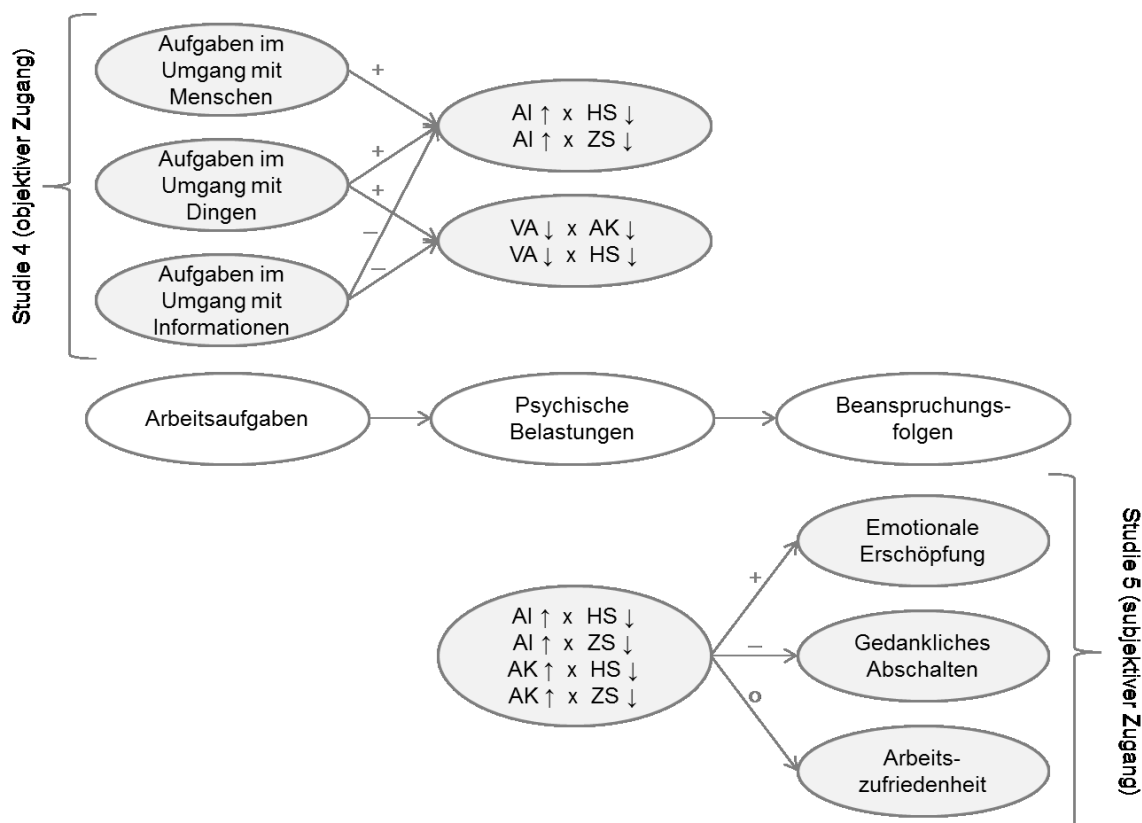 Studie 4 (objektiver Zugang)
Aufgaben im
Umgang mit
Menschen
Aufgaben im
Umgang mit
Dingen
Aufgaben im
Umgang mit
Informationen
+
+
+
–
–
AI ↑ x HS ↓
AI ↑ x ZS ↓
VA ↓ x AK ↓
VA ↓ x HS ↓
Arbeitsaufgaben
Psychische
Belastungen
Beanspruchungs-
folgen
AI ↑ x HS ↓
AI ↑ x ZS ↓
AK ↑ x HS ↓
AK ↑ x ZS ↓
+
–
o
Emotionale
Erschöpfung
Gedankliches
Abschalten
Arbeits-
zufriedenheit
Studie 5 (subjektiver Zugang)